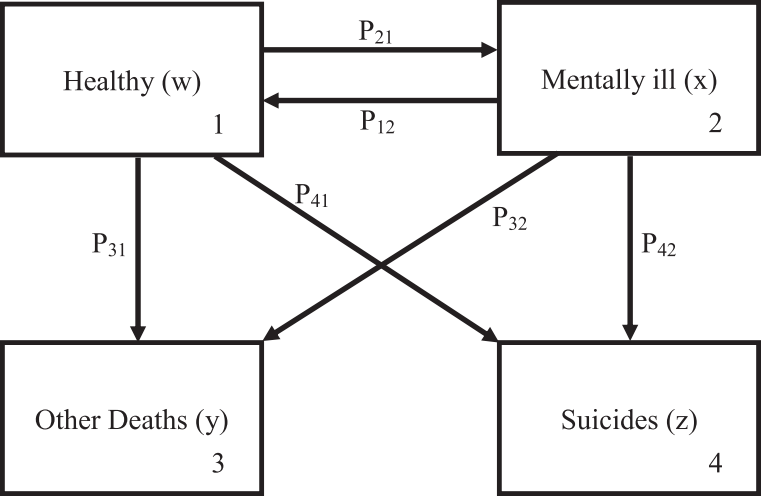 P₂₁
Healthy (w)
1
Mentally ill (x)
2
P₁₂
P₄₁
P₃₂
P₃₁
P₄₂
Other Deaths (y)
3
Suicides (z)
4